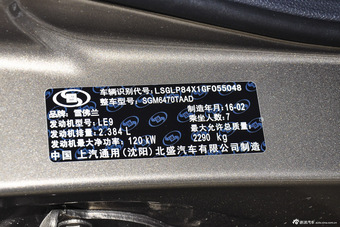 车辆识别代号:LSGLP84X1GF055048
整车型号:SGM6470TAAD
品牌:雪佛兰 制造年月:16-02
发动机型号:LE9 乘坐人数:7
发动机排量:2.384 L 最大允许总质量:
发动机最大净功率:120 kW 2290 kg
中国 上汽通用(沈阳)北盛汽车有限公司制造